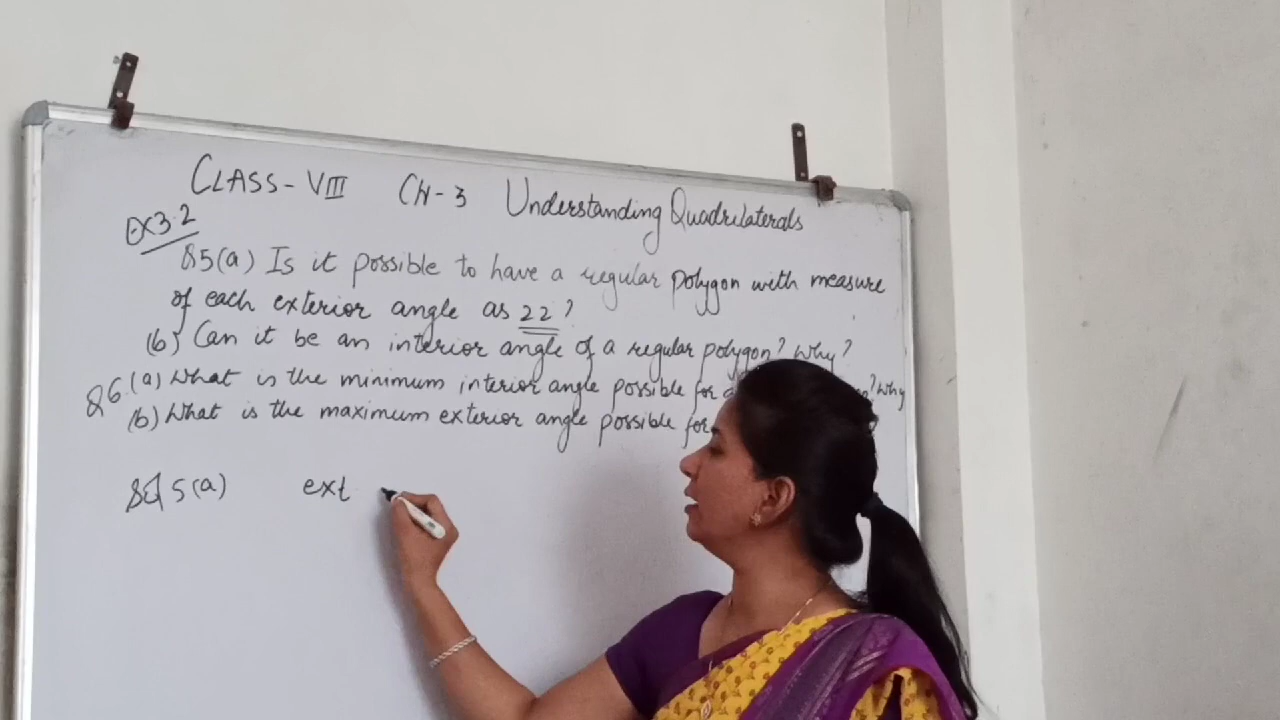 CLASS-VIII CH-3 Understanding Quadrilaterals
EX3.2
Q5(a) Is it possible to have a regular polygon with measure
of each exterior angle as 22?
(b) Can it be an interior angle of a regular polygon? Why?
Q6.(a) What is the minimum interior angle possible for a ? Why
(b) What is the maximum exterior angle possible for
Sol 5(a) ext